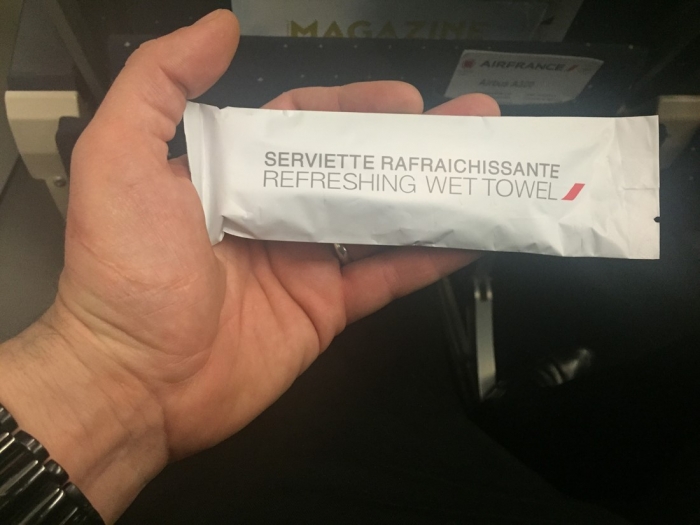 MAGAZINE
AIRFRANCE
Airbus A320
SERVIETTE RAFRAICHISSANTE
REFRESHING WET TOWEL